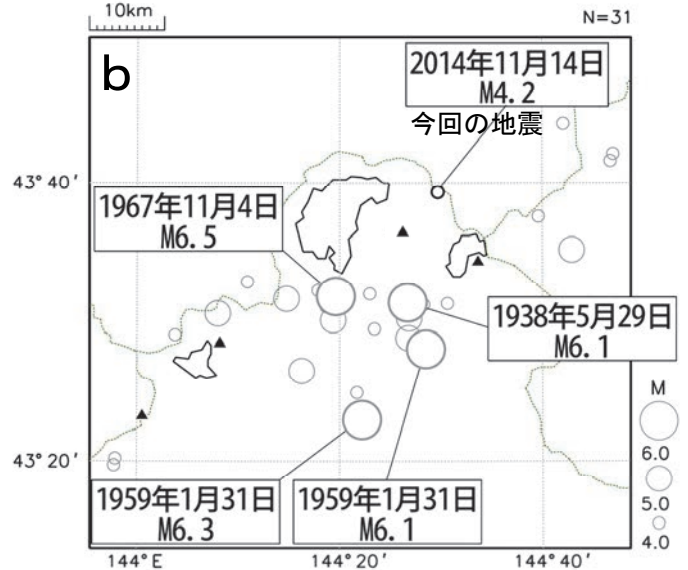 10km
N=31
b
2014年11月14日
M4.2
今回の地震
43°40′
1967年11月4日
M6.5
1938年5月29日
M6.1
M
6.0
5.0
4.0
43°20′
1959年1月31日
M6.3
1959年1月31日
M6.1
144°E
144°20′
144°40′